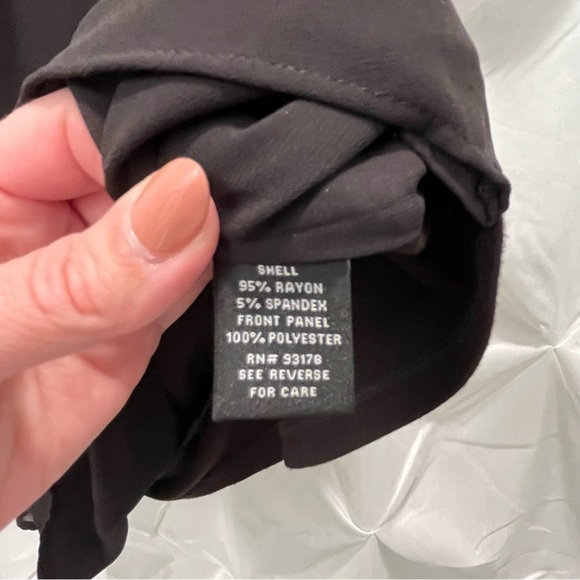 SHELL
95% RAYON
5% SPANDEX
FRONT PANEL
100% POLYESTER
RN# 93178
SEE REVERSE
FOR CARE